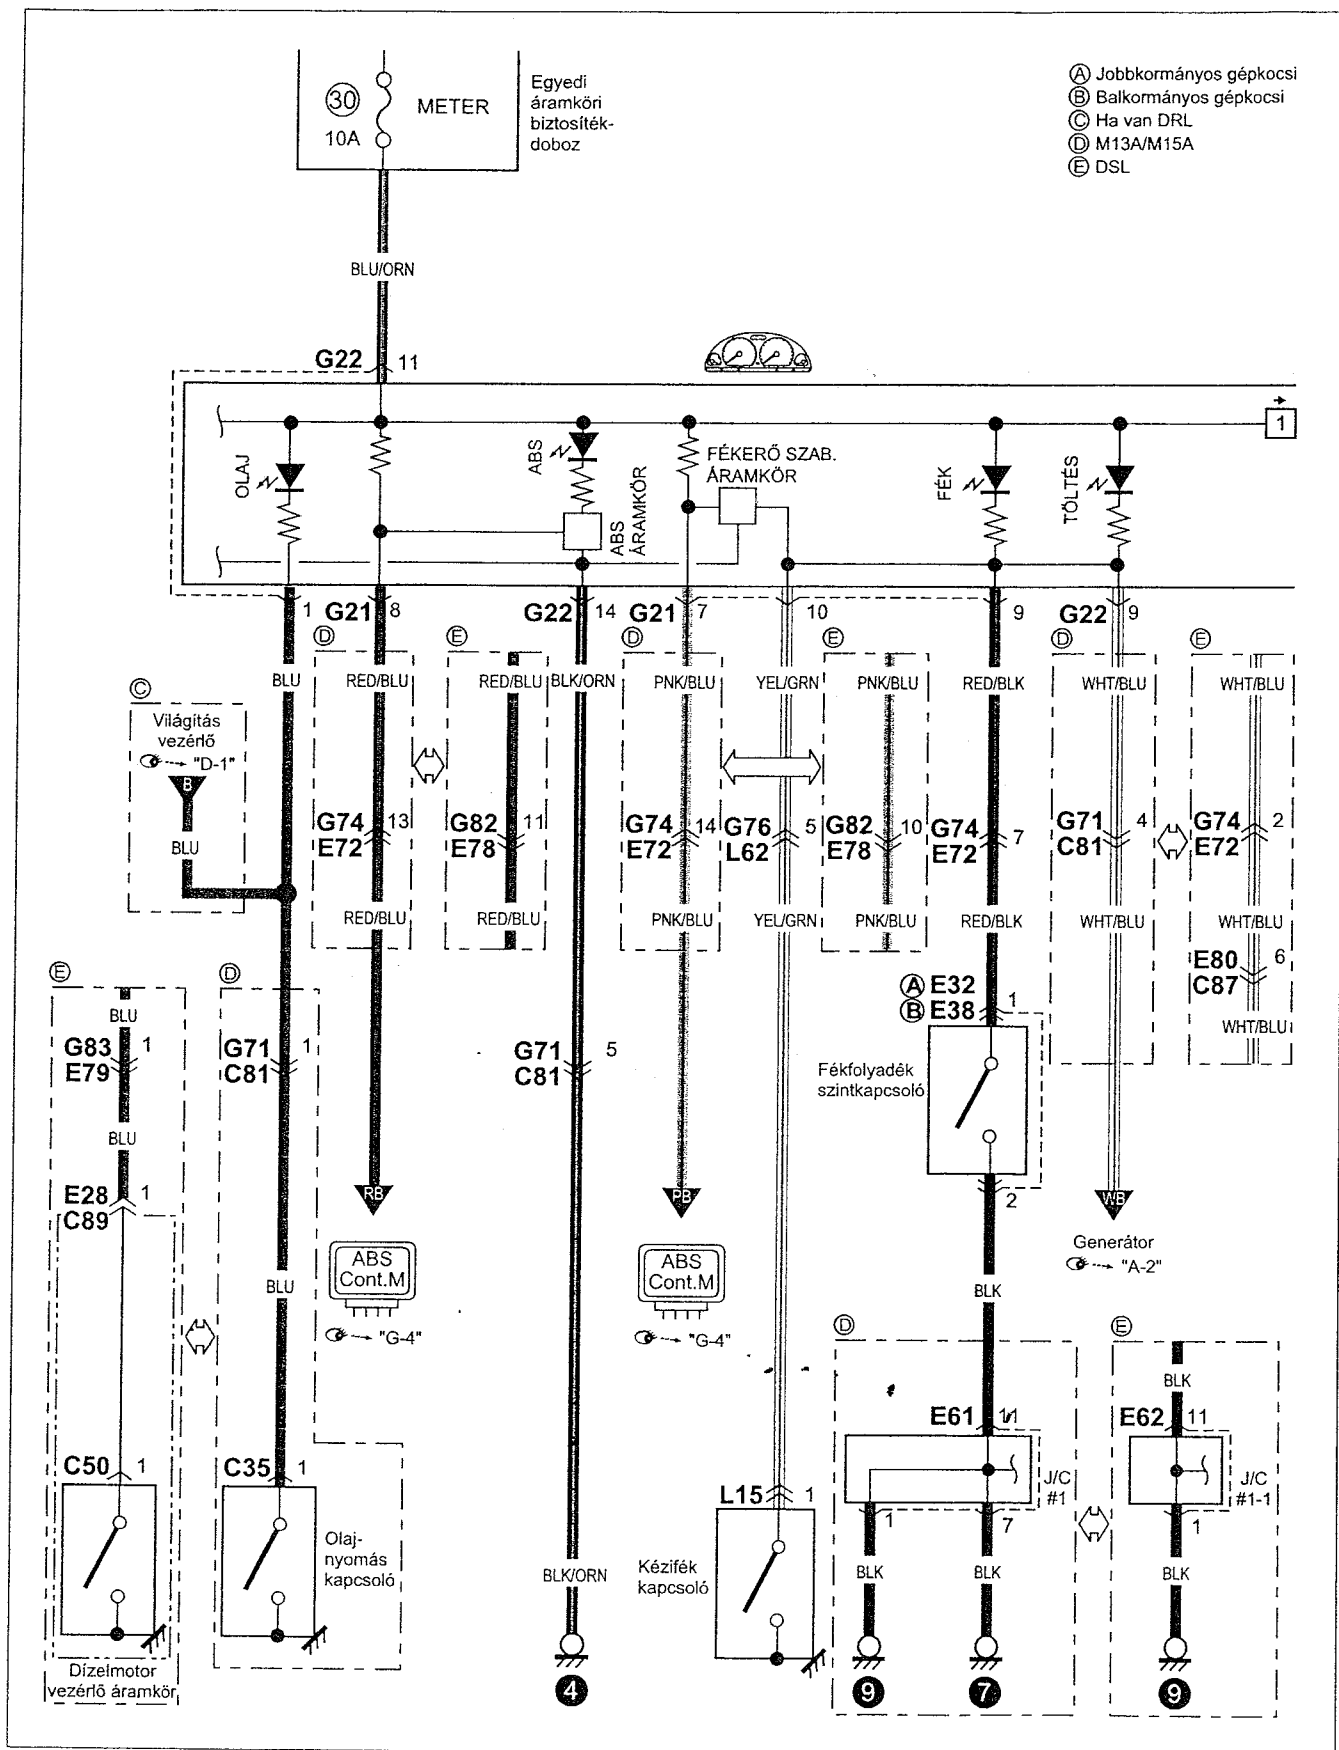 30
10A
METER
Egyedi
áramköri
biztosíték-
doboz
Ⓐ Jobbkormányos gépkocsi
Ⓑ Balkormányos gépkocsi
Ⓒ Ha van DRL
Ⓓ M13A/M15A
Ⓔ DSL
BLU/ORN
G22 11
1
OLAJ
ABS
ABS
ÁRAMKÖR
FÉKERŐ SZAB.
ÁRAMKÖR
FÉK
TÖLTÉS
1 G21 8 G22 14 G21 7 10 9 G22 9
Ⓓ Ⓔ Ⓓ Ⓔ Ⓓ Ⓔ
BLU RED/BLU RED/BLU BLK/ORN PNK/BLU YEL/GRN PNK/BLU RED/BLK WHT/BLU WHT/BLU
Ⓒ
Világítás
vezérlő
"D-1"
B
BLU
G74 13 G82 11 G74 14 G76 5 G82 10 G74 7 G71 4 G74 2
E72 E78 E72 L62 E78 E72 C81 E72
RED/BLU RED/BLU PNK/BLU YEL/GRN PNK/BLU RED/BLK WHT/BLU WHT/BLU
E80 6
C87
WHT/BLU
Ⓔ Ⓓ
BLU
G83 1
E79
BLU
E28 1
C89
G71 1
C81
BLU
G71 5
C81
Ⓐ E32 1
Ⓑ E38
Fékfolyadék
szintkapcsoló
2
RB
ABS
Cont.M
"G-4"
PB
ABS
Cont.M
"G-4"
WB
Generátor
"A-2"
BLK
Ⓓ Ⓔ
BLK
E61 11
E62 11
J/C
#1
J/C
#1-1
1 7 1
BLK BLK BLK
9 7 9
C50 1
C35 1
Olaj-
nyomás
kapcsoló
Dízelmotor
vezérlő áramkör
BLK/ORN
4
L15 1
Kézifék
kapcsoló